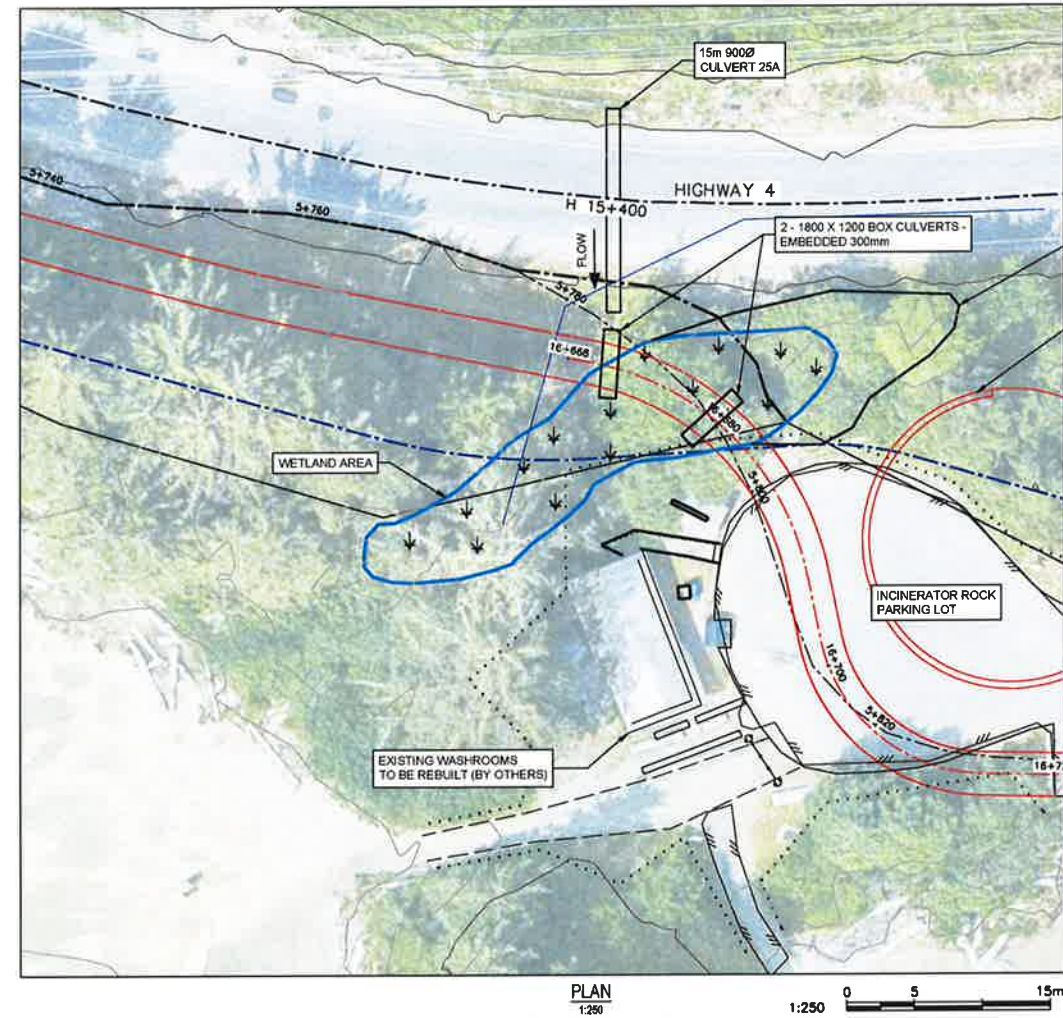 15m 900Ø
CULVERT 25A
HIGHWAY 4
H 15+400
5+740
5+760
2 - 1800 X 1200 BOX CULVERTS -
EMBEDDED 300mm
FLOW
5+780
16+668
16+680
WETLAND AREA
5+800
INCINERATOR ROCK
PARKING LOT
16+700
5+820
EXISTING WASHROOMS
TO BE REBUILT (BY OTHERS)
16+7
PLAN
1:250
1:250
0 5 15m